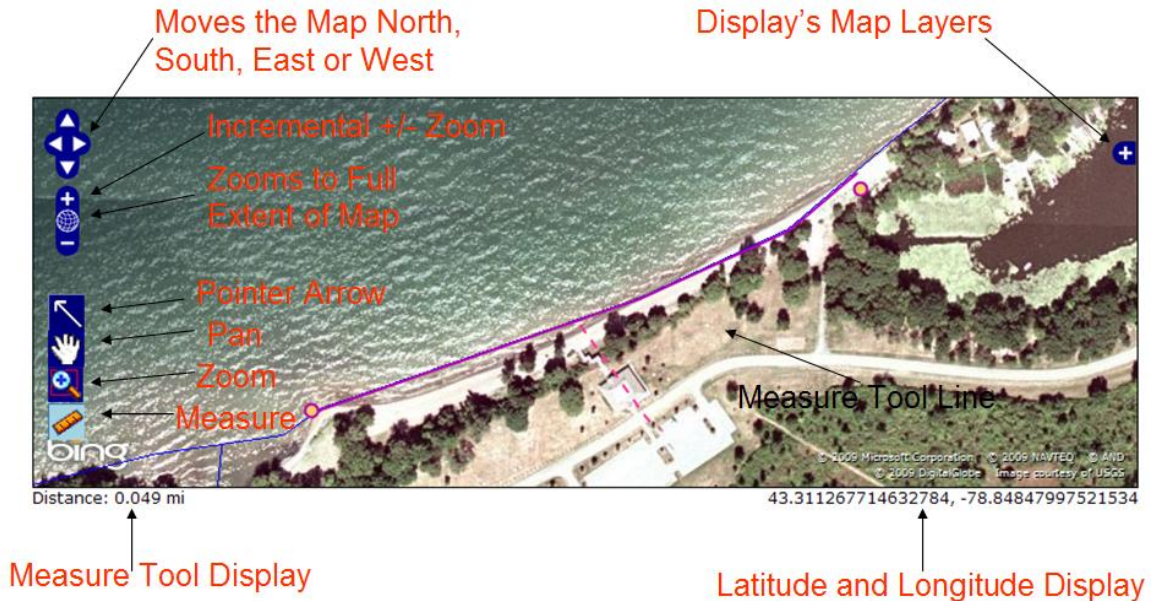 Moves the Map North,
South, East or West
Display's Map Layers
Incremental +/- Zoom
Zooms to Full
Extent of Map
Pointer Arrow
Pan
Zoom
Measure
Measure Tool Line
bing
© 2009 Microsoft Corporation © 2009 NAVTEQ © AND
© 2009 DigitalGlobe Image courtesy of USGS
Distance: 0.049 mi
43.311267714632784, -78.84847997521534
Measure Tool Display
Latitude and Longitude Display